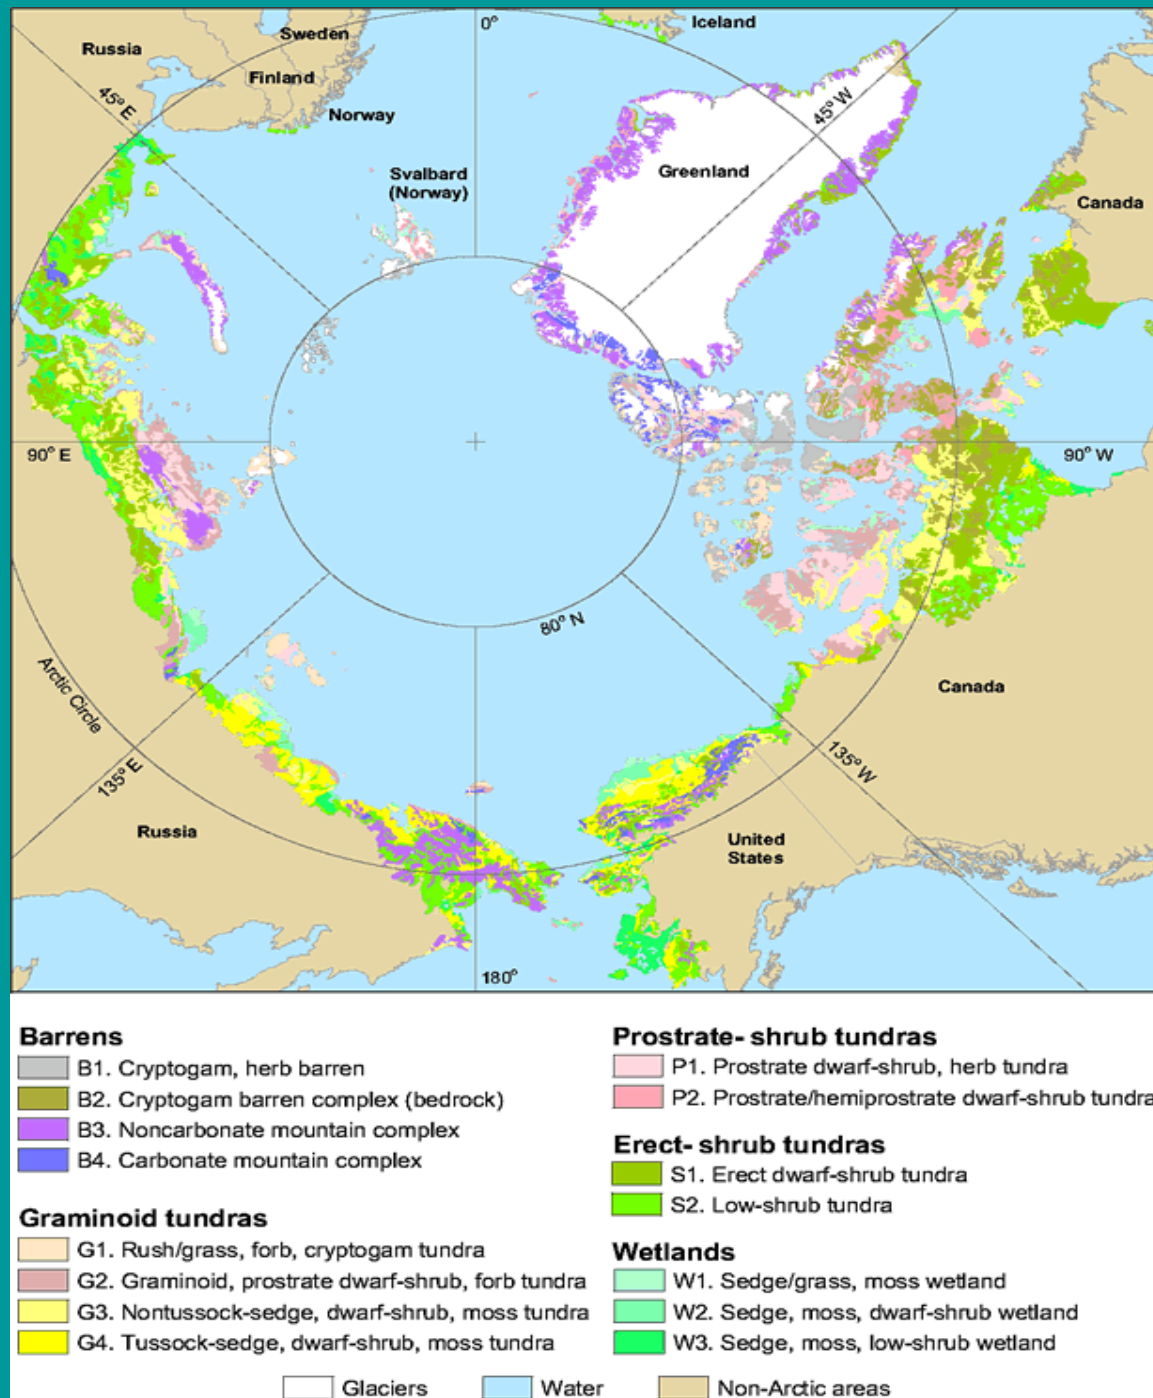 Sweden
Iceland
Russia
0°
Finland
45° E
45° W
Norway
Svalbard
(Norway)
Greenland
Canada
90° E
90° W
80° N
Arctic Circle
Canada
135° E
135° W
Russia
United
States
180°
Barrens
B1. Cryptogam, herb barren
B2. Cryptogam barren complex (bedrock)
B3. Noncarbonate mountain complex
B4. Carbonate mountain complex
Graminoid tundras
G1. Rush/grass, forb, cryptogam tundra
G2. Graminoid, prostrate dwarf-shrub, forb tundra
G3. Nontussock-sedge, dwarf-shrub, moss tundra
G4. Tussock-sedge, dwarf-shrub, moss tundra
Prostrate- shrub tundras
P1. Prostrate dwarf-shrub, herb tundra
P2. Prostrate/hemiprostrate dwarf-shrub tundra
Erect- shrub tundras
S1. Erect dwarf-shrub tundra
S2. Low-shrub tundra
Wetlands
W1. Sedge/grass, moss wetland
W2. Sedge, moss, dwarf-shrub wetland
W3. Sedge, moss, low-shrub wetland
Glaciers
Water
Non-Arctic areas